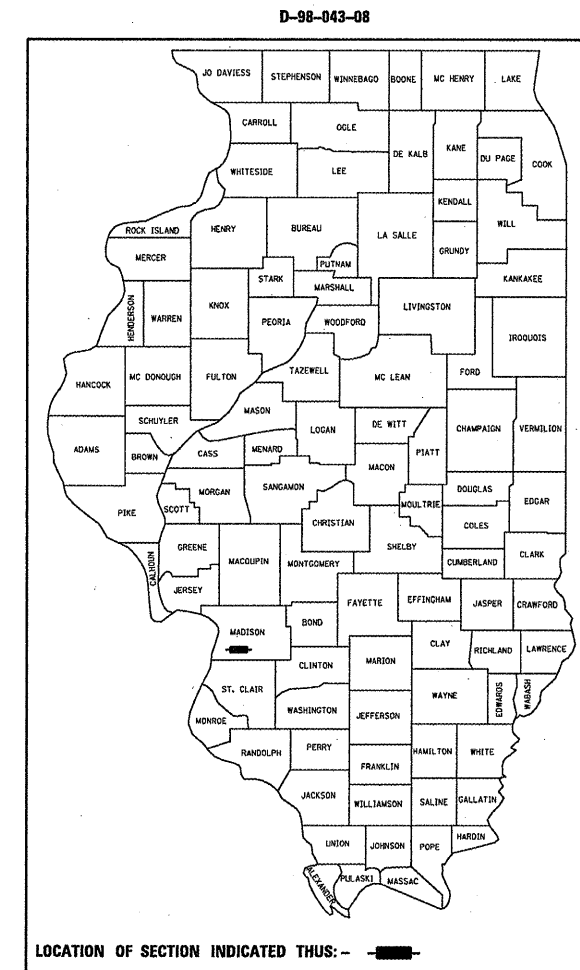 D-98-043-08
JO DAVIESS STEPHENSON WINNEBAGO BOONE MC HENRY LAKE
CARROLL OGLE
DE KALB KANE DU PAGE COOK
WHITESIDE LEE
KENDALL
ROCK ISLAND HENRY BUREAU LA SALLE WILL
GRUNDY
MERCER PUTNAM
STARK MARSHALL KANKAKEE
HENDERSON WARREN KNOX PEORIA WOODFORD LIVINGSTON IROQUOIS
HANCOCK MC DONOUGH FULTON TAZEWELL MC LEAN FORD
MASON
SCHUYLER LOGAN DE WITT CHAMPAIGN VERMILION
ADAMS BROWN CASS MENARD MACON PIATT
SANGAMON DOUGLAS
MORGAN MOULTRIE EDGAR
PIKE SCOTT CHRISTIAN COLES
GREENE MACOUPIN SHELBY CLARK
CALHOUN MONTGOMERY CUMBERLAND
JERSEY FAYETTE EFFINGHAM JASPER CRAWFORD
BOND
MADISON CLAY RICHLAND LAWRENCE
CLINTON MARION
ST. CLAIR WAYNE EDWARDS WABASH
WASHINGTON JEFFERSON
MONROE
RANDOLPH PERRY HAMILTON WHITE
FRANKLIN
JACKSON WILLIAMSON SALINE GALLATIN
HARDIN
UNION JOHNSON POPE
ALEXANDER PULASKI MASSAC
LOCATION OF SECTION INDICATED THUS: -